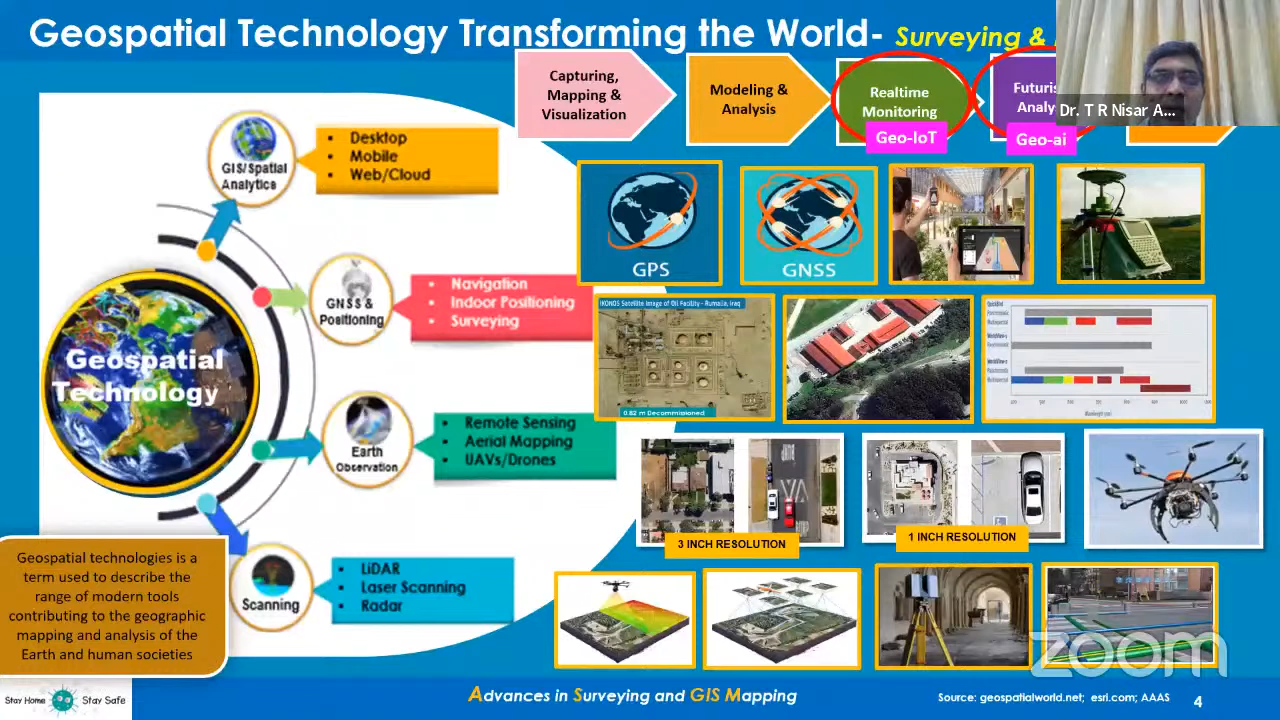 Geospatial Technology Transforming the World- Surveying &
Capturing,
Mapping &
Visualization
Modeling &
Analysis
Realtime
Monitoring
Geo-IoT
Geo-ai
Dr. T R Nisar A...
GIS/Spatial
Analytics
• Desktop
• Mobile
• Web/Cloud
GNSS &
Positioning
• Navigation
• Indoor Positioning
• Surveying
Geospatial
Technology
Earth
Observation
• Remote Sensing
• Aerial Mapping
• UAVs/Drones
Scanning
• LiDAR
• Laser Scanning
• Radar
GPS
GNSS
IKONOS Satellite Image of Oil Facility - Rumaila, Iraq
0.82 m Decommissioned
3 INCH RESOLUTION
1 INCH RESOLUTION
Geospatial technologies is a
term used to describe the
range of modern tools
contributing to the geographic
mapping and analysis of the
Earth and human societies
zoom
Stay Home Stay Safe
Advances in Surveying and GIS Mapping
Source: geospatialworld.net; esri.com; AAAS
4